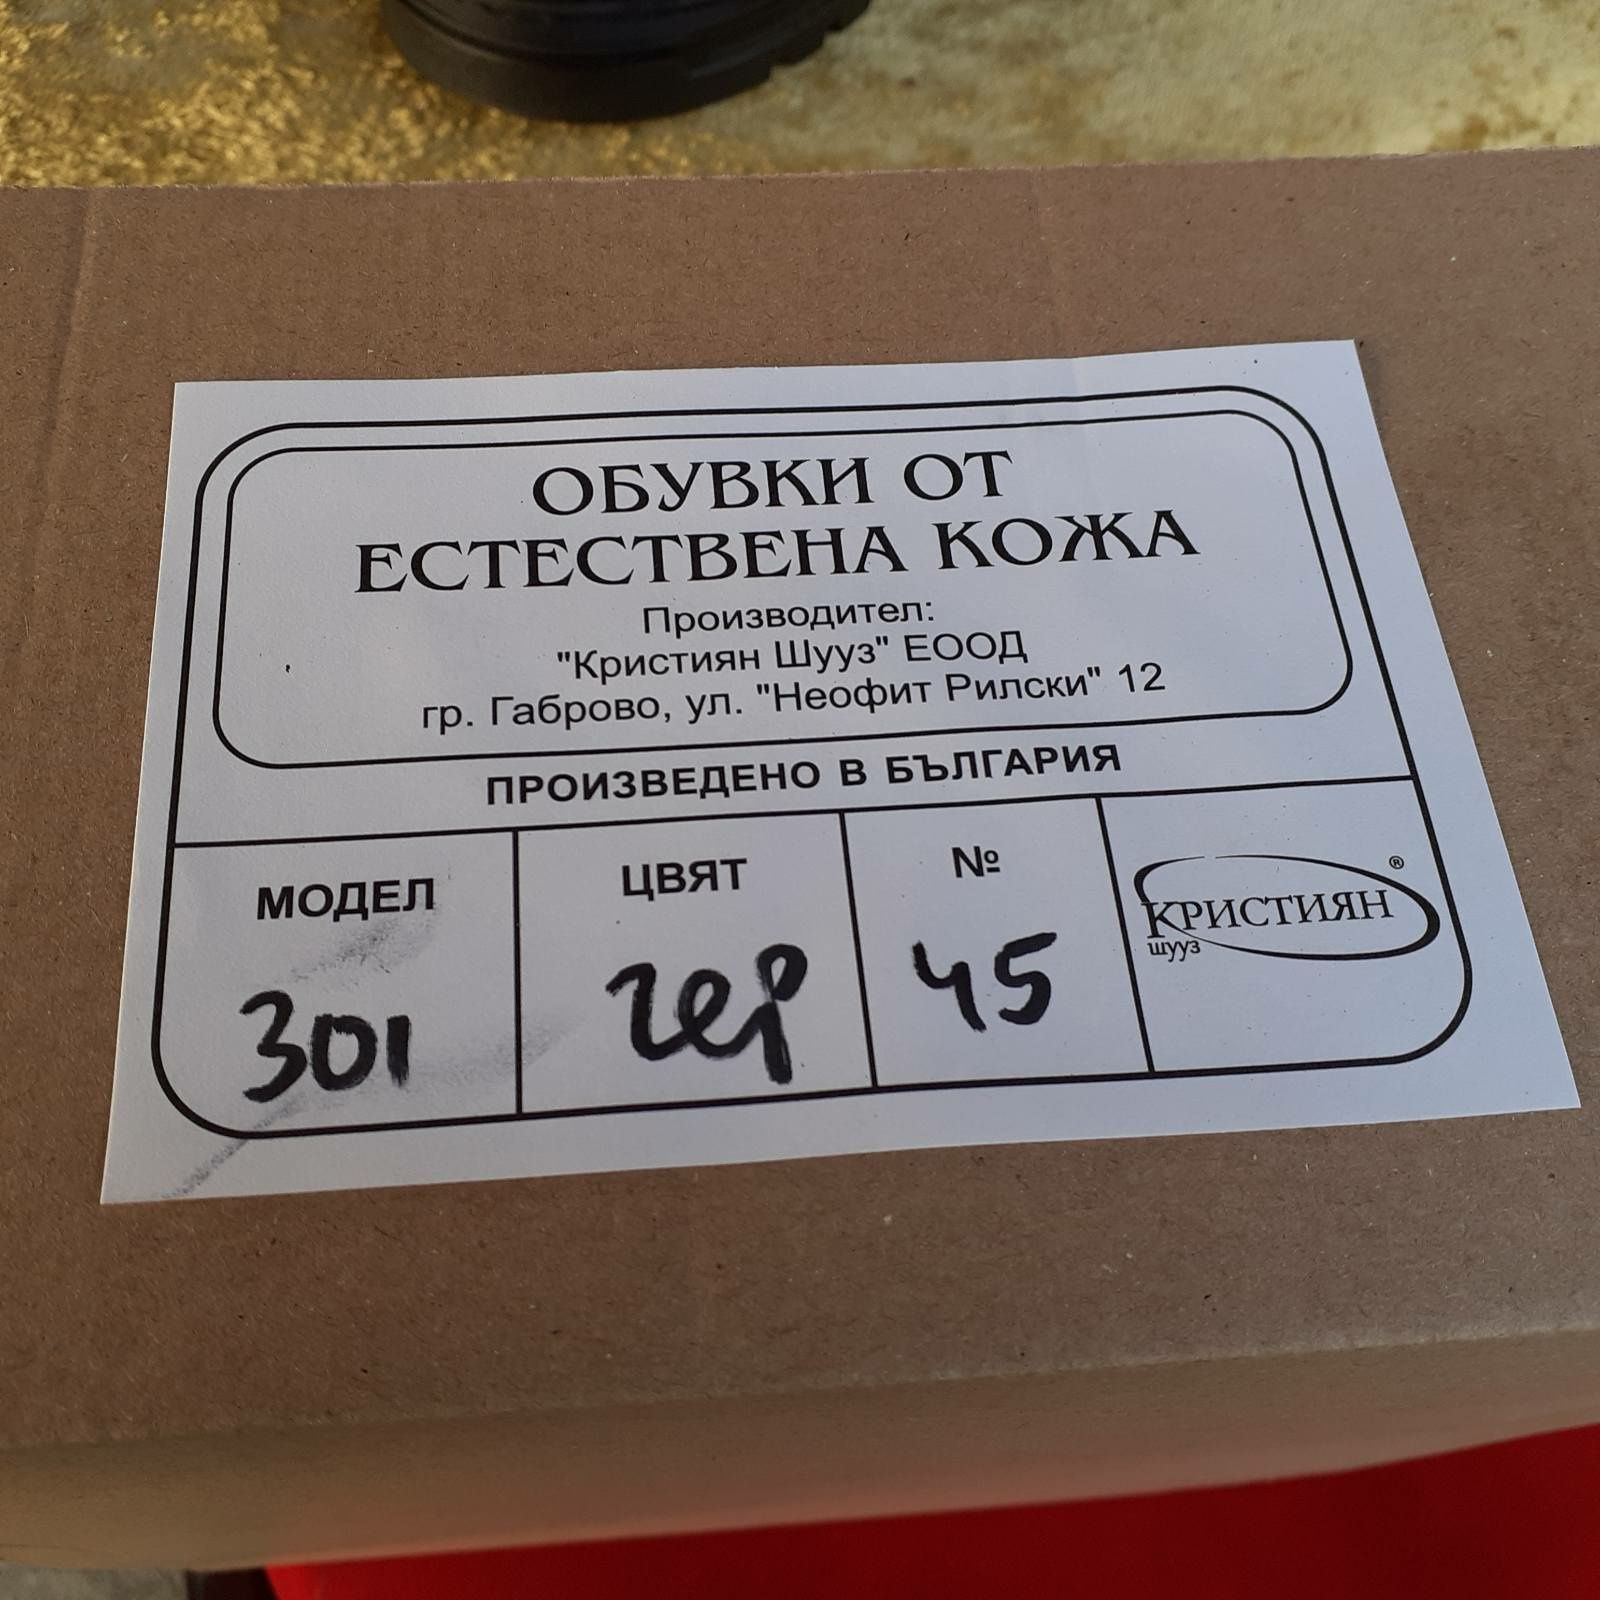 ОБУВКИ ОТ
ЕСТЕСТВЕНА КОЖА
Производител:
"Кристиян Шууз" ЕООД
гр. Габрово, ул. "Неофит Рилски" 12
ПРОИЗВЕДЕНО В БЪЛГАРИЯ
МОДЕЛ
301
ЦВЯТ
чер
№
45
КРИСТИЯН ®
шууз